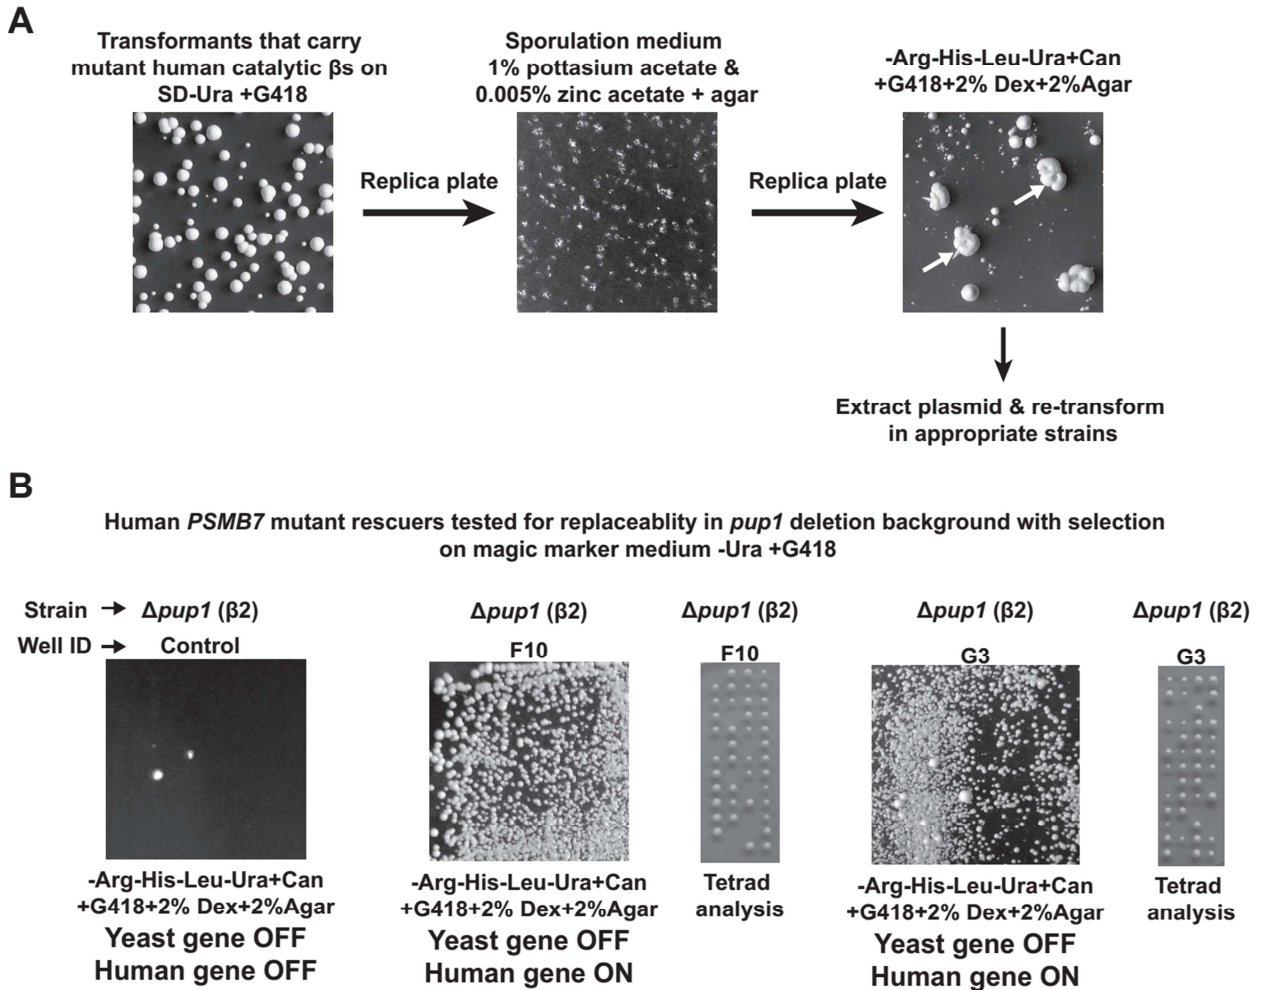 A
Transformants that carry
mutant human catalytic βs on
SD-Ura +G418
Sporulation medium
1% pottasium acetate &
0.005% zinc acetate + agar
-Arg-His-Leu-Ura+Can
+G418+2% Dex+2%Agar
Replica plate
Replica plate
Extract plasmid & re-transform
in appropriate strains
B
Human PSMB7 mutant rescuers tested for replaceablity in pup1 deletion background with selection
on magic marker medium -Ura +G418
Strain → Δpup1 (β2) Δpup1 (β2) Δpup1 (β2) Δpup1 (β2) Δpup1 (β2)
Well ID → Control F10 F10 G3 G3
-Arg-His-Leu-Ura+Can
+G418+2% Dex+2%Agar
Yeast gene OFF
Human gene OFF
-Arg-His-Leu-Ura+Can
+G418+2% Dex+2%Agar
Yeast gene OFF
Human gene ON
Tetrad
analysis
-Arg-His-Leu-Ura+Can
+G418+2% Dex+2%Agar
Yeast gene OFF
Human gene ON
Tetrad
analysis